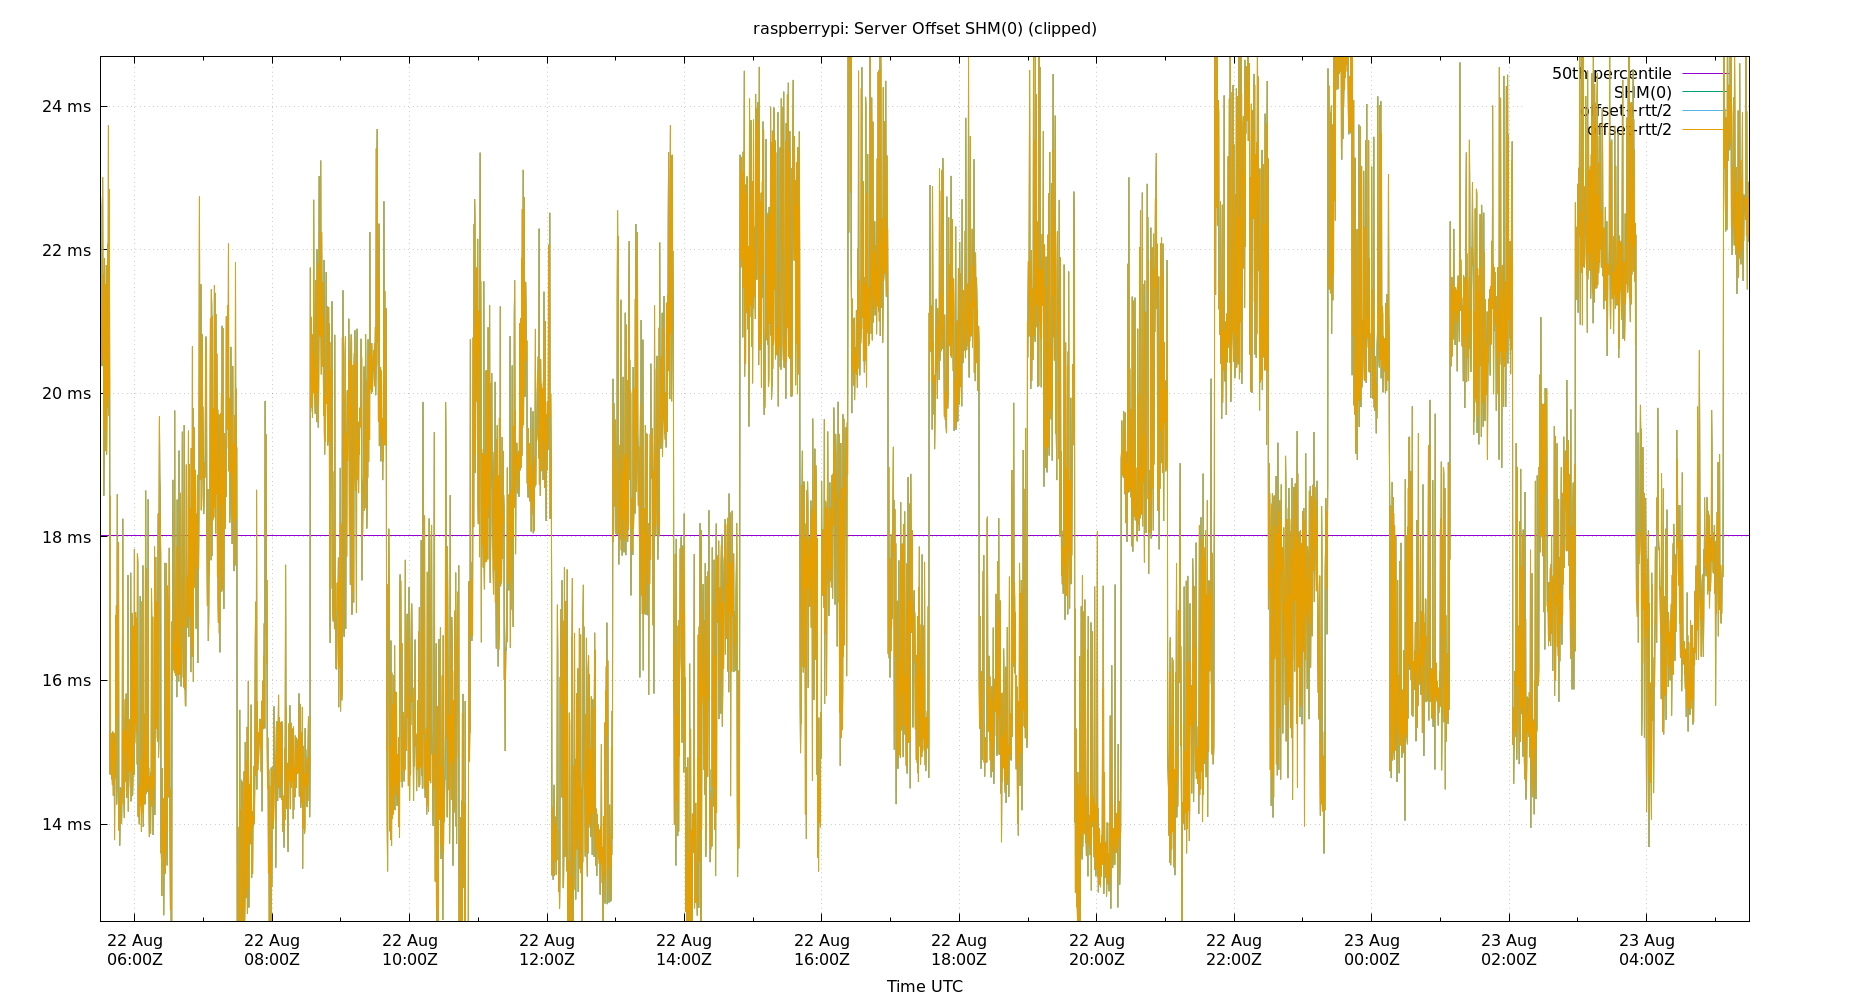 raspberrypi: Server Offset SHM(0) (clipped)
50th percentile
SHM(0)
offset+rtt/2
offset-rtt/2
24 ms
22 ms
20 ms
18 ms
16 ms
14 ms
22 Aug 22 Aug 22 Aug 22 Aug 22 Aug 22 Aug 22 Aug 22 Aug 22 Aug 23 Aug 23 Aug 23 Aug
06:00Z 08:00Z 10:00Z 12:00Z 14:00Z 16:00Z 18:00Z 20:00Z 22:00Z 00:00Z 02:00Z 04:00Z
Time UTC